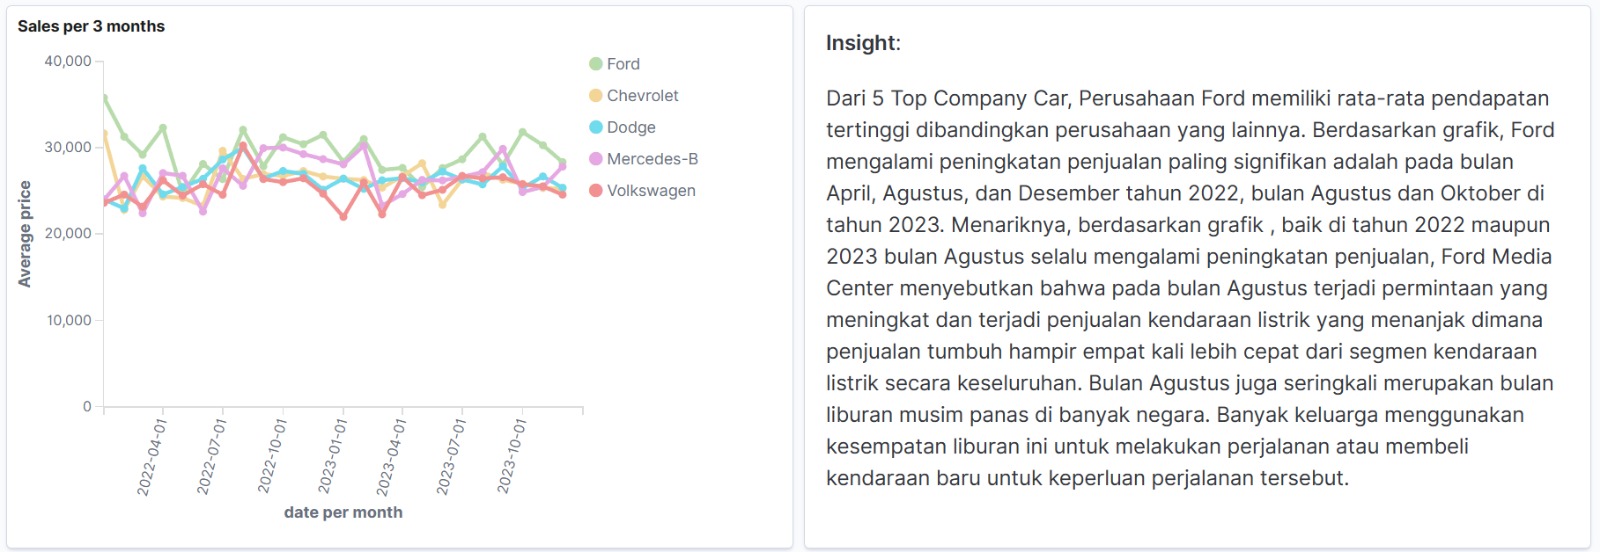 Sales per 3 months
40,000
30,000
20,000
10,000
0
Average price
2022-04-01
2022-07-01
2022-10-01
2023-01-01
2023-04-01
2023-07-01
2023-10-01
date per month
Ford
Chevrolet
Dodge
Mercedes-B
Volkswagen
Insight:
Dari 5 Top Company Car, Perusahaan Ford memiliki rata-rata pendapatan
tertinggi dibandingkan perusahaan yang lainnya. Berdasarkan grafik, Ford
mengalami peningkatan penjualan paling signifikan adalah pada bulan
April, Agustus, dan Desember tahun 2022, bulan Agustus dan Oktober di
tahun 2023. Menariknya, berdasarkan grafik , baik di tahun 2022 maupun
2023 bulan Agustus selalu mengalami peningkatan penjualan, Ford Media
Center menyebutkan bahwa pada bulan Agustus terjadi permintaan yang
meningkat dan terjadi penjualan kendaraan listrik yang menanjak dimana
penjualan tumbuh hampir empat kali lebih cepat dari segmen kendaraan
listrik secara keseluruhan. Bulan Agustus juga seringkali merupakan bulan
liburan musim panas di banyak negara. Banyak keluarga menggunakan
kesempatan liburan ini untuk melakukan perjalanan atau membeli
kendaraan baru untuk keperluan perjalanan tersebut.